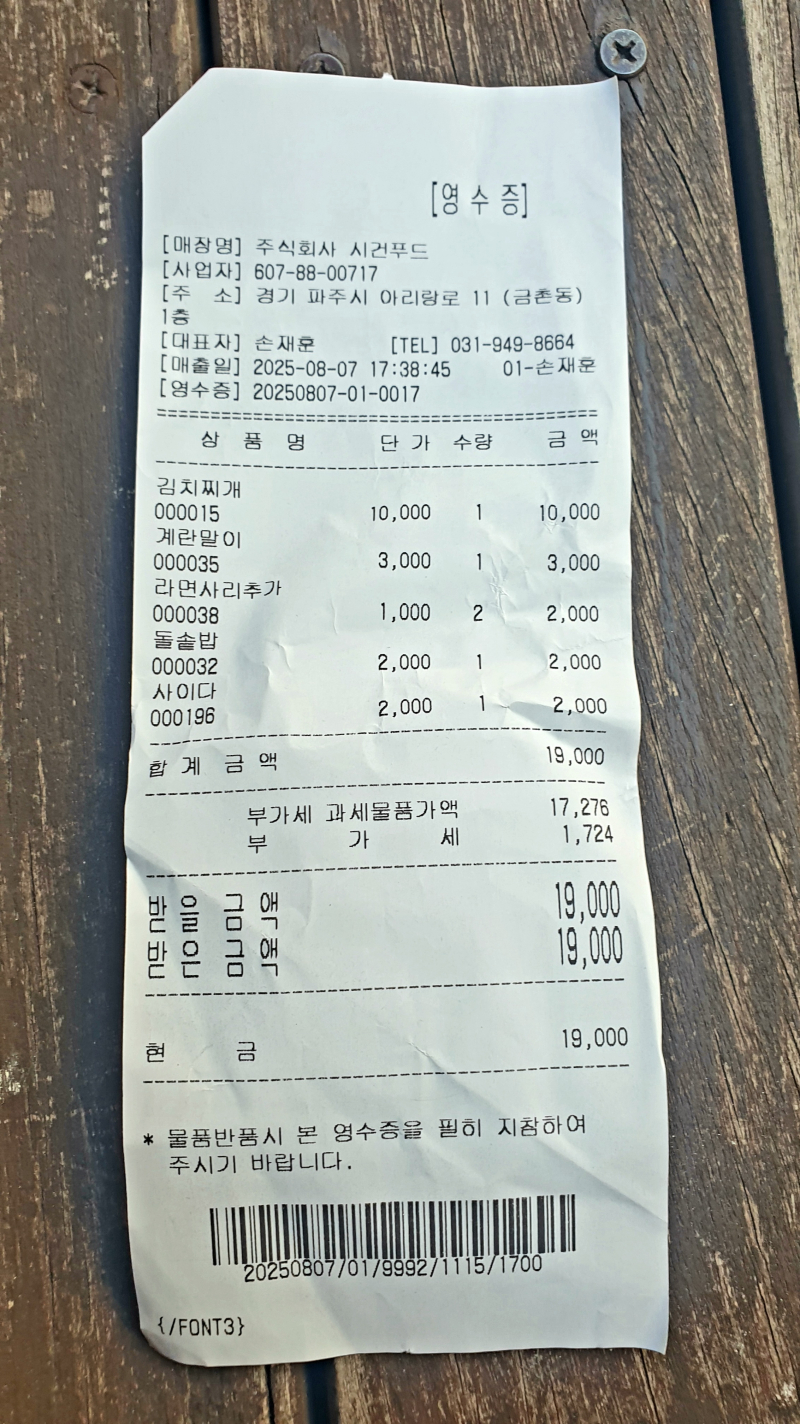 [영 수 증]
[매장명] 주식회사 시건푸드
[사업자] 607-88-00717
[주 소] 경기 파주시 아리랑로 11 (금촌동)
1층
[대표자] 손재훈 [TEL] 031-949-8664
[매출일] 2025-08-07 17:38:45 01-손재훈
[영수증] 20250807-01-0017
상 품 명 단 가 수량 금 액
김치찌개
000015 10,000 1 10,000
계란말이
000035 3,000 1 3,000
라면사리추가
000038 1,000 2 2,000
돌솥밥
000032 2,000 1 2,000
사이다
000196 2,000 1 2,000
합 계 금 액 19,000
부가세 과세물품가액 17,276
부 가 세 1,724
받 을 금 액 19,000
받 은 금 액 19,000
현 금 19,000
* 물품반품시 본 영수증을 필히 지참하여
주시기 바랍니다.
20250807/01/9992/1115/1700
{/FONT3}